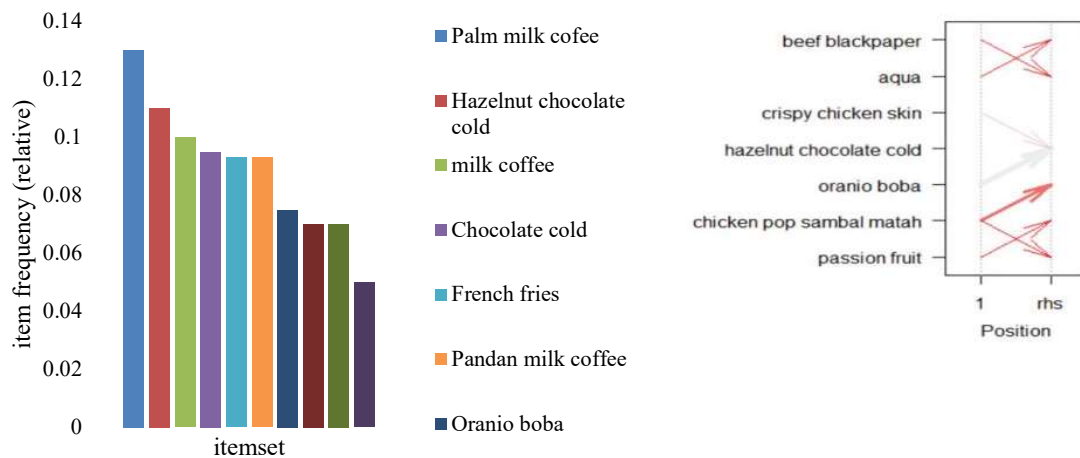 0.14
0.12
0.1
0.08
0.06
0.04
0.02
0
item frequency (relative)
itemset
Palm milk cofee
Hazelnut chocolate
cold
milk coffee
Chocolate cold
French fries
Pandan milk coffee
Oranio boba
beef blackpaper
aqua
crispy chicken skin
hazelnut chocolate cold
oranio boba
chicken pop sambal matah
passion fruit
1 rhs
Position